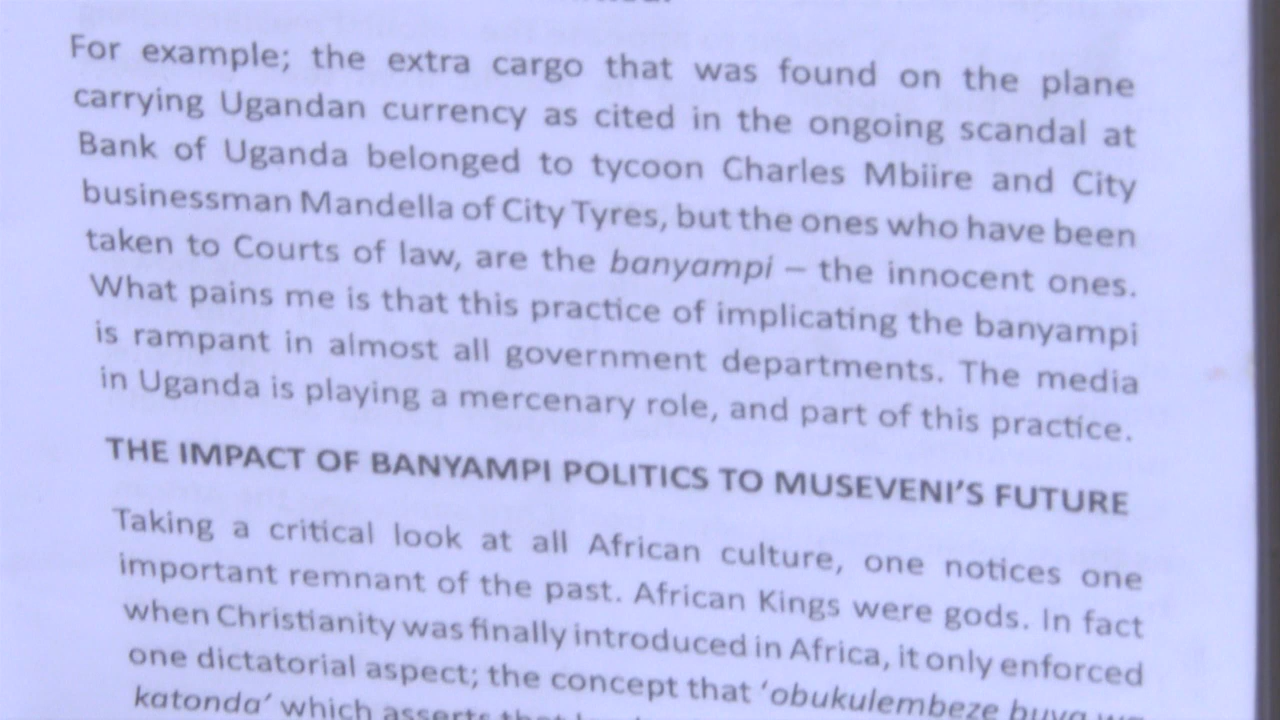 For example; the extra cargo that was found on the plane
carrying Ugandan currency as cited in the ongoing scandal at
Bank of Uganda belonged to tycoon Charles Mbiire and City
businessman Mandella of City Tyres, but the ones who have been
taken to Courts of law, are the banyampi – the innocent ones.
What pains me is that this practice of implicating the banyampi
is rampant in almost all government departments. The media
in Uganda is playing a mercenary role, and part of this practice.
THE IMPACT OF BANYAMPI POLITICS TO MUSEVENI'S FUTURE
Taking a critical look at all African culture, one notices one
important remnant of the past. African Kings were gods. In fact
when Christianity was finally introduced in Africa, it only enforced
one dictatorial aspect; the concept that 'obukulembeze buva wa
katonda' which asserts that